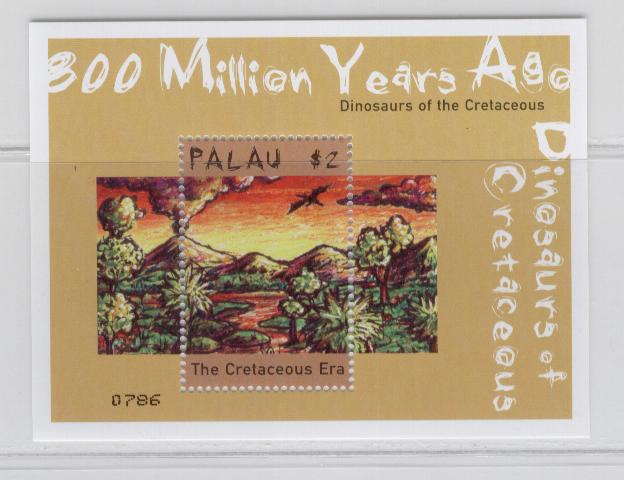 300 Million Years Ago
Dinosaurs of the Cretaceous
Dinosaurs of
Cretaceous
PALAU $2
The Cretaceous Era
0786